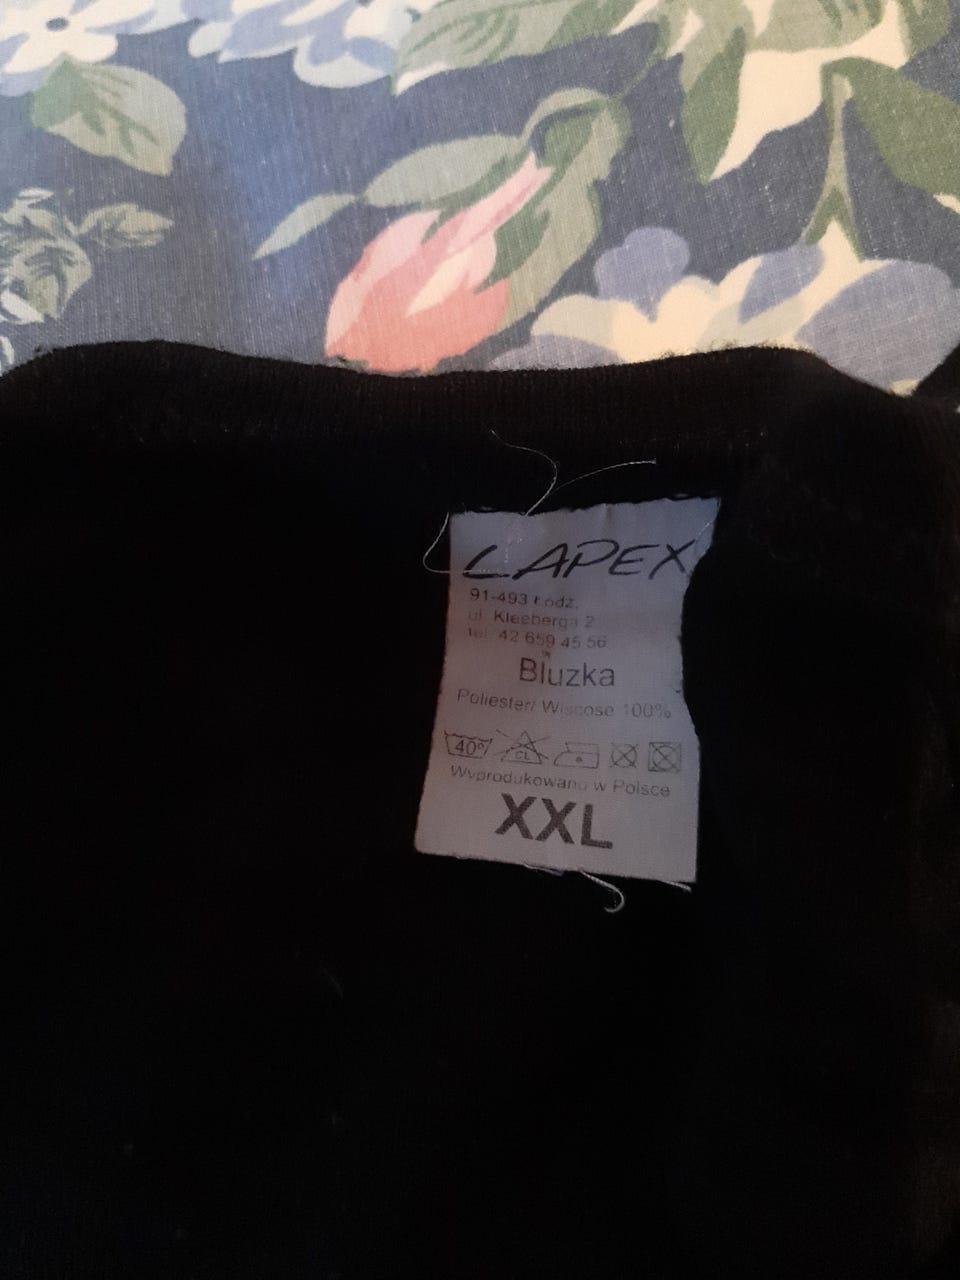 LAPEX
91-493 Łodź,
ul. Kleeberga 2
tel. 42 659 45 56
Bluzka
Poliester/ Wiscose 100%
40° CL
Wyprodukowano w Polsce
XXL